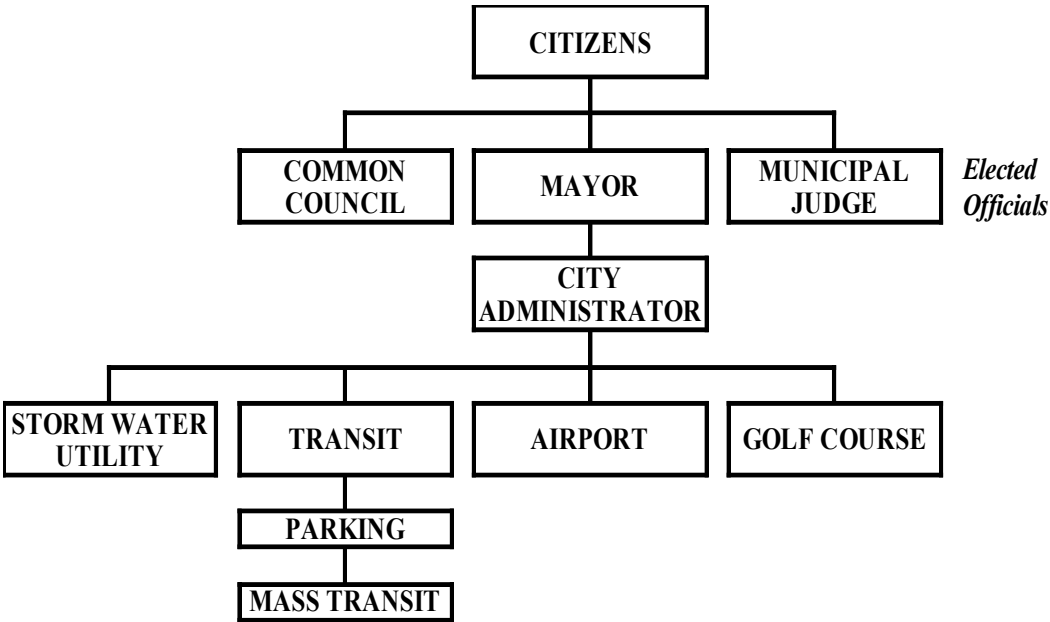 CITIZENS
COMMON
COUNCIL
MAYOR
MUNICIPAL
JUDGE
Elected
Officials
CITY
ADMINISTRATOR
STORM WATER
UTILITY
TRANSIT
AIRPORT
GOLF COURSE
PARKING
MASS TRANSIT